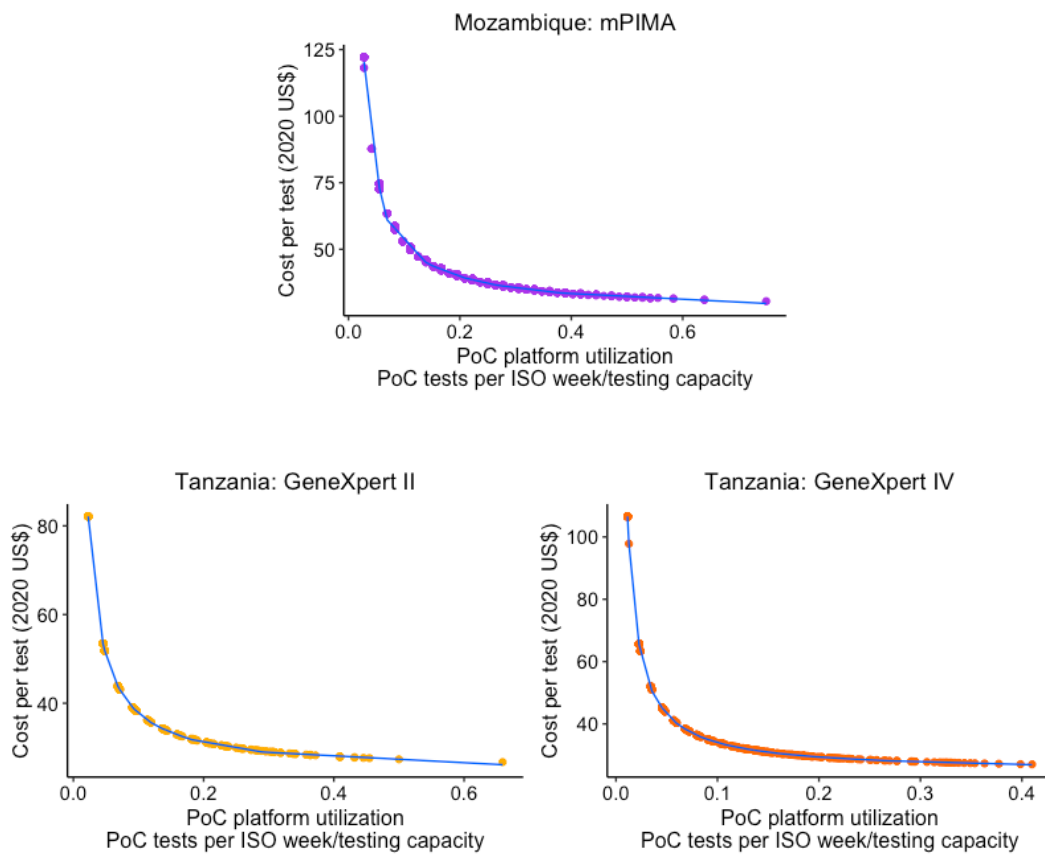 Mozambique: mPIMA
Cost per test (2020 US$)
125
100
75
50
0.0 0.2 0.4 0.6
PoC platform utilization
PoC tests per ISO week/testing capacity
Tanzania: GeneXpert II
Cost per test (2020 US$)
80
60
40
0.0 0.2 0.4 0.6
PoC platform utilization
PoC tests per ISO week/testing capacity
Tanzania: GeneXpert IV
Cost per test (2020 US$)
100
80
60
40
0.0 0.1 0.2 0.3 0.4
PoC platform utilization
PoC tests per ISO week/testing capacity